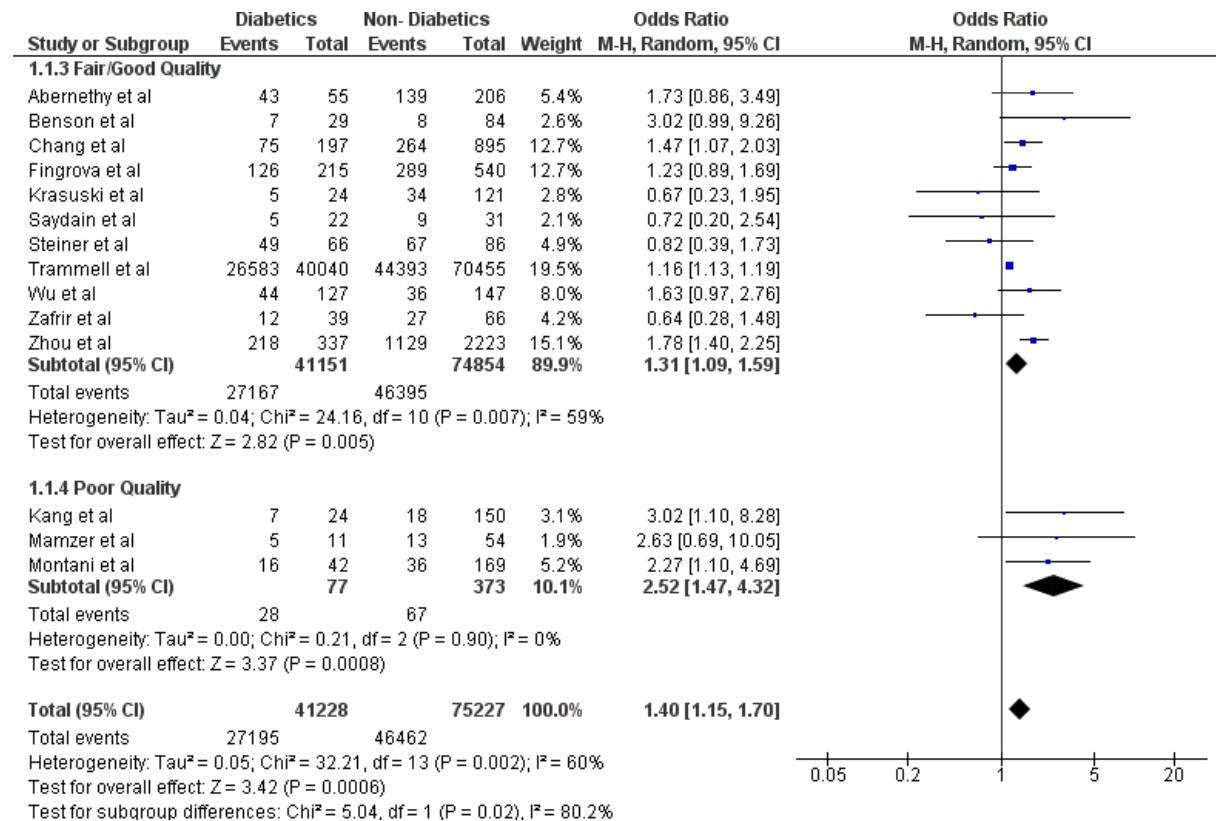 Diabetics Non- Diabetics Odds Ratio Odds Ratio
Study or Subgroup Events Total Events Total Weight M-H, Random, 95% CI M-H, Random, 95% CI
1.1.3 Fair/Good Quality
Abernethy et al 43 55 139 206 5.4% 1.73 [0.86, 3.49]
Benson et al 7 29 8 84 2.6% 3.02 [0.99, 9.26]
Chang et al 75 197 264 895 12.7% 1.47 [1.07, 2.03]
Fingrova et al 126 215 289 540 12.7% 1.23 [0.89, 1.69]
Krasuski et al 5 24 34 121 2.8% 0.67 [0.23, 1.95]
Saydain et al 5 22 9 31 2.1% 0.72 [0.20, 2.54]
Steiner et al 49 66 67 86 4.9% 0.82 [0.39, 1.73]
Trammell et al 26583 40040 44393 70455 19.5% 1.16 [1.13, 1.19]
Wu et al 44 127 36 147 8.0% 1.63 [0.97, 2.76]
Zafrir et al 12 39 27 66 4.2% 0.64 [0.28, 1.48]
Zhou et al 218 337 1129 2223 15.1% 1.78 [1.40, 2.25]
Subtotal (95% CI) 41151 74854 89.9% 1.31 [1.09, 1.59]
Total events 27167 46395
Heterogeneity: Tau² = 0.04; Chi² = 24.16, df = 10 (P = 0.007); I² = 59%
Test for overall effect: Z = 2.82 (P = 0.005)
1.1.4 Poor Quality
Kang et al 7 24 18 150 3.1% 3.02 [1.10, 8.28]
Mamzer et al 5 11 13 54 1.9% 2.63 [0.69, 10.05]
Montani et al 16 42 36 169 5.2% 2.27 [1.10, 4.69]
Subtotal (95% CI) 77 373 10.1% 2.52 [1.47, 4.32]
Total events 28 67
Heterogeneity: Tau² = 0.00; Chi² = 0.21, df = 2 (P = 0.90); I² = 0%
Test for overall effect: Z = 3.37 (P = 0.0008)
Total (95% CI) 41228 75227 100.0% 1.40 [1.15, 1.70]
Total events 27195 46462
Heterogeneity: Tau² = 0.05; Chi² = 32.21, df = 13 (P = 0.002); I² = 60%
Test for overall effect: Z = 3.42 (P = 0.0006)
Test for subgroup differences: Chi² = 5.04, df = 1 (P = 0.02), I² = 80.2%
0.05 0.2 1 5 20